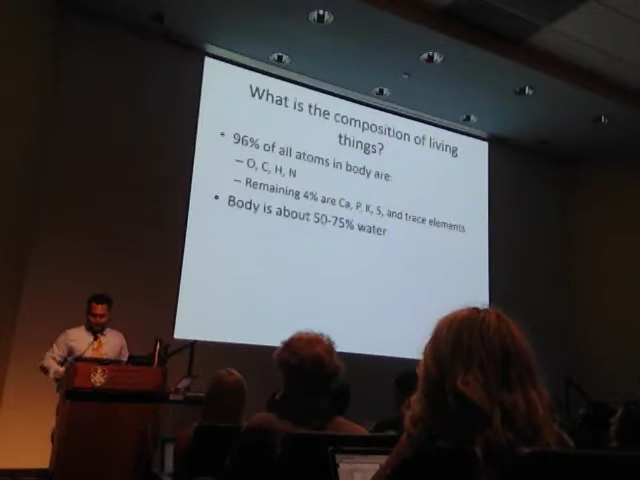 What is the composition of living
things?
• 96% of all atoms in body are:
– O, C, H, N
– Remaining 4% are Ca, P, K, S, and trace elements
• Body is about 50-75% water